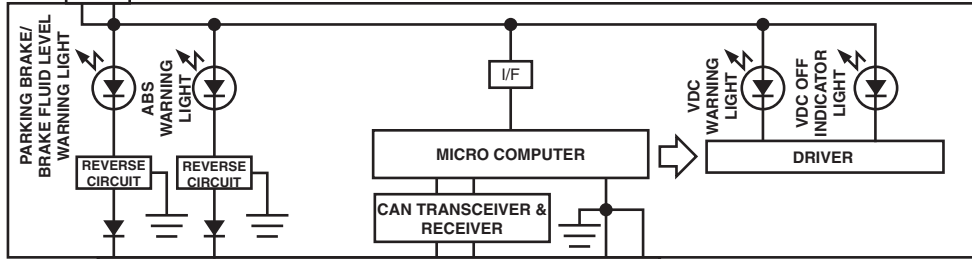 PARKING BRAKE/
BRAKE FLUID LEVEL
WARNING LIGHT
ABS
WARNING
LIGHT
I/F
VDC
WARNING
LIGHT
VDC OFF
INDICATOR
LIGHT
REVERSE
CIRCUIT
REVERSE
CIRCUIT
MICRO COMPUTER
DRIVER
CAN TRANSCEIVER &
RECEIVER